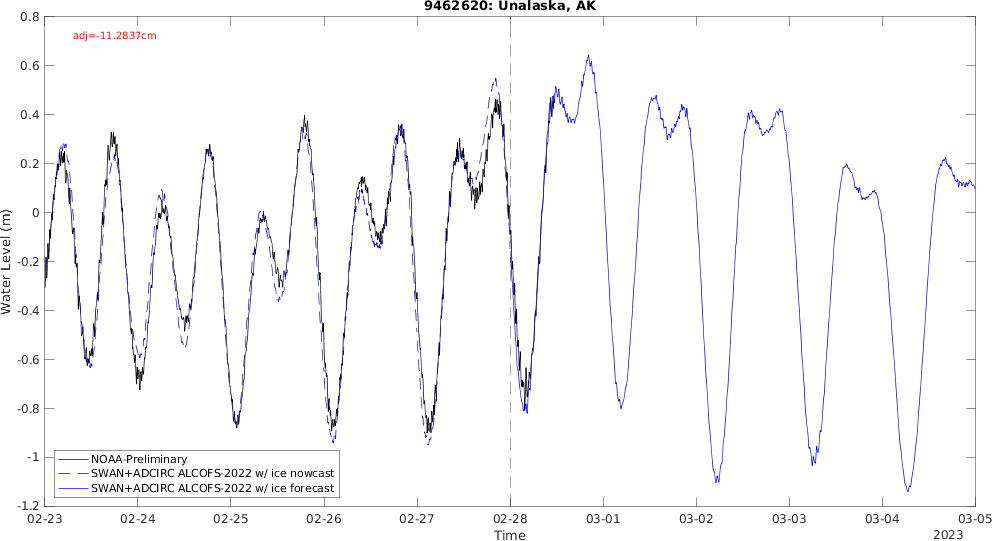 9462620: Unalaska, AK
adj=-11.2837cm
0.8
0.6
0.4
0.2
0
-0.2
-0.4
-0.6
-0.8
-1
-1.2
Water Level (m)
NOAA-Preliminary
SWAN+ADCIRC ALCOFS-2022 w/ ice nowcast
SWAN+ADCIRC ALCOFS-2022 w/ ice forecast
02-23 02-24 02-25 02-26 02-27 02-28 03-01 03-02 03-03 03-04 03-05
Time
2023